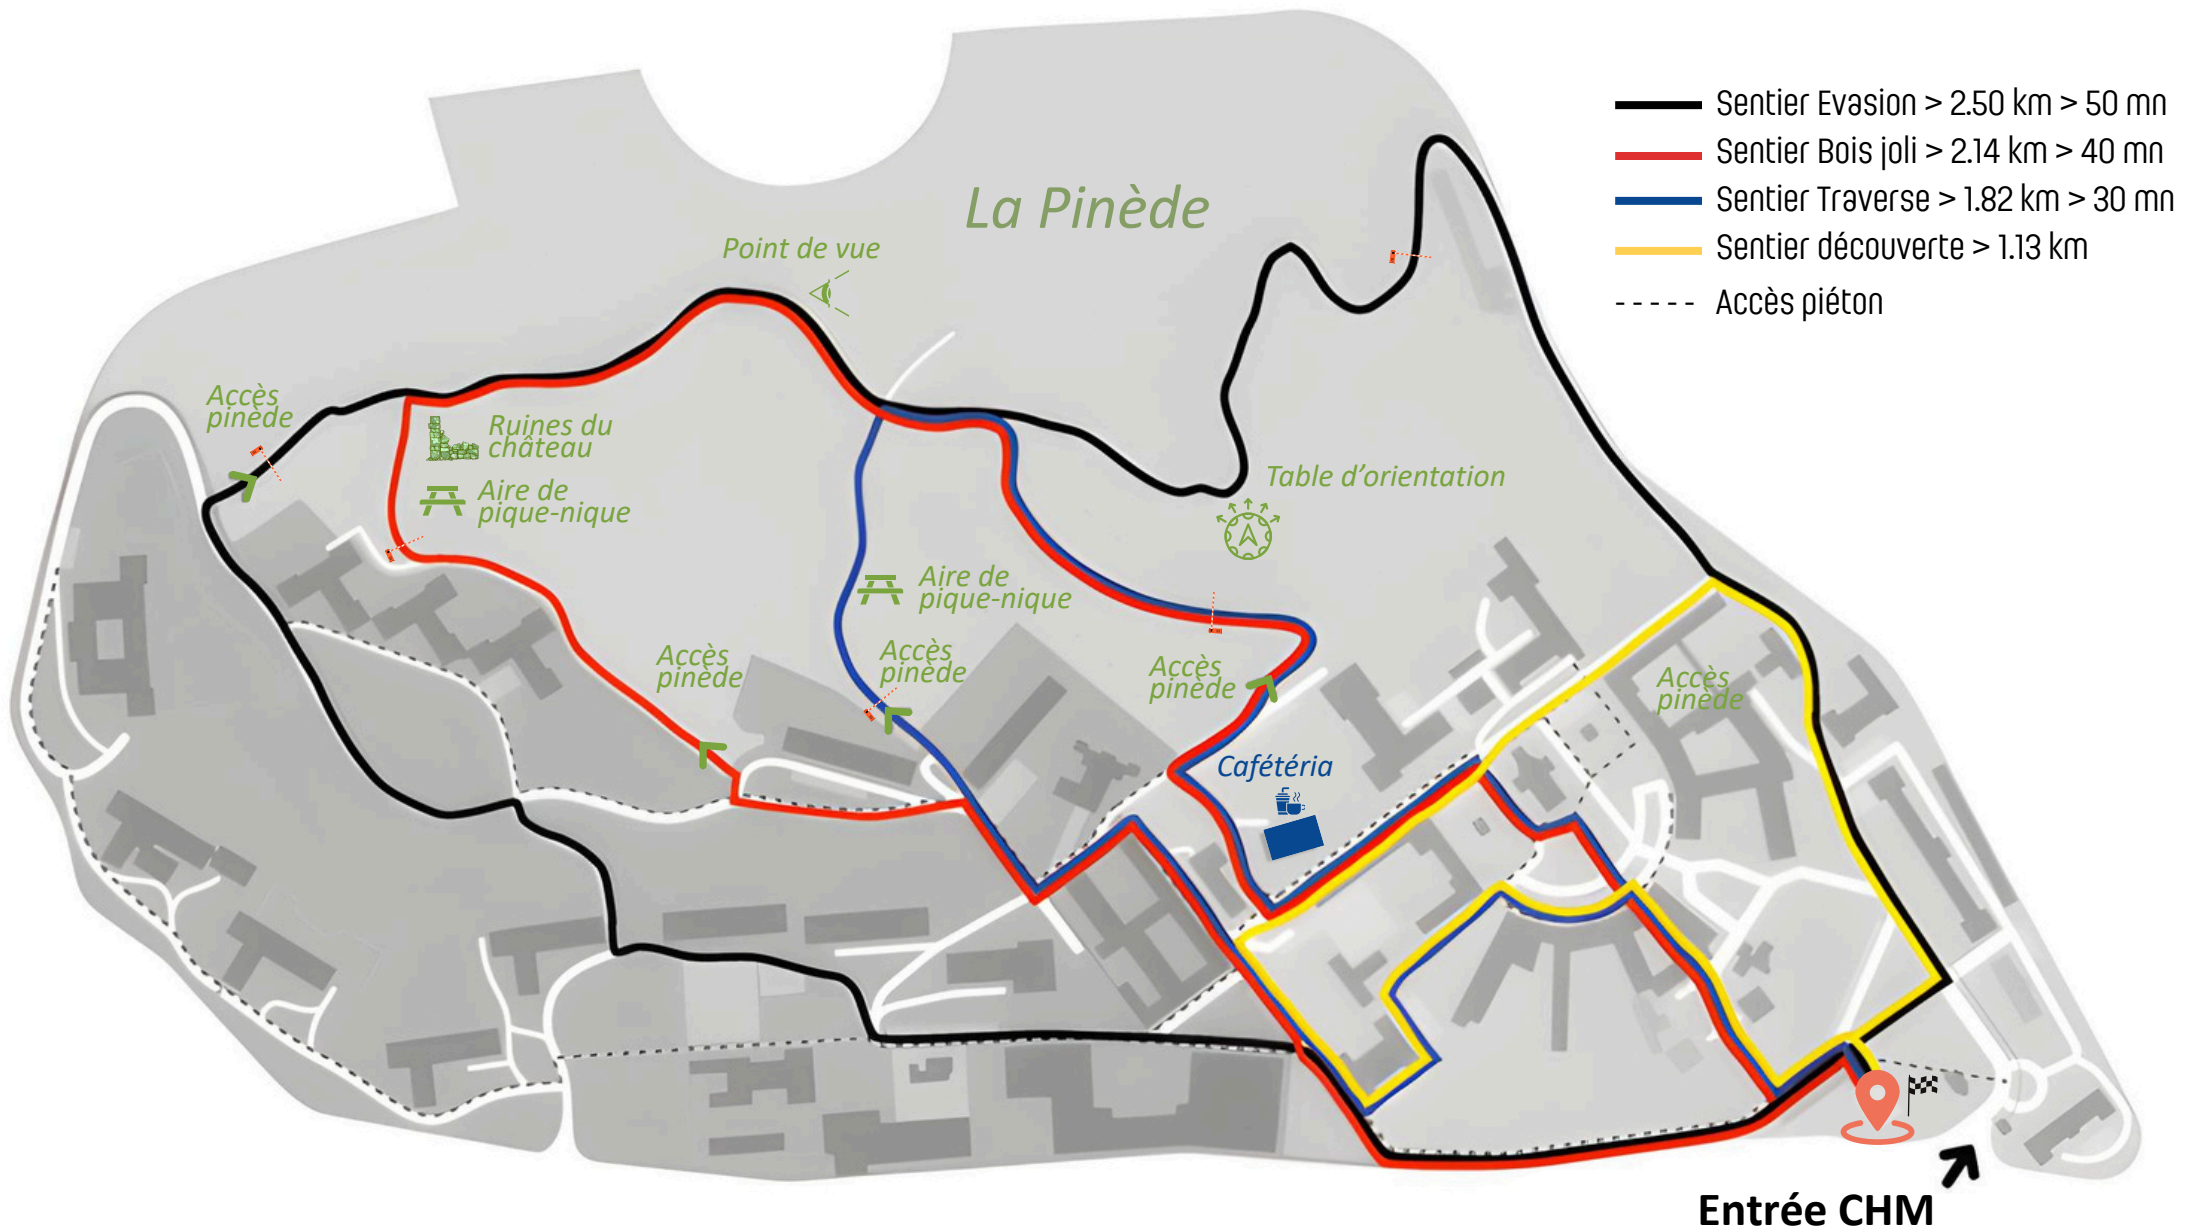 Sentier Evasion > 2.50 km > 50 mn
Sentier Bois joli > 2.14 km > 40 mn
Sentier Traverse > 1.82 km > 30 mn
Sentier découverte > 1.13 km
Accès piéton
La Pinède
Point de vue
Accès
pinède
Ruines du
château
Aire de
pique-nique
Table d’orientation
Aire de
pique-nique
Accès
pinède
Accès
pinède
Accès
pinède
Accès
pinède
Cafétéria
Entrée CHM